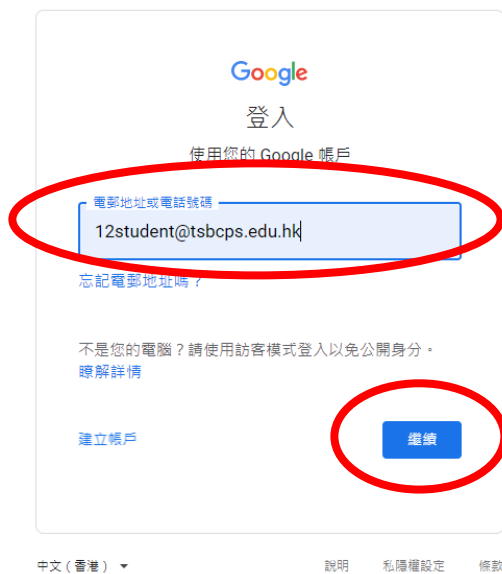 Google
登入
使用您的 Google 帳戶
電郵地址或電話號碼
12student@tsbcps.edu.hk
忘記電郵地址嗎？
不是您的電腦？請使用訪客模式登入以免公開身分。
瞭解詳情
建立帳戶
繼續
中文（香港） 說明 私隱權設定 條款